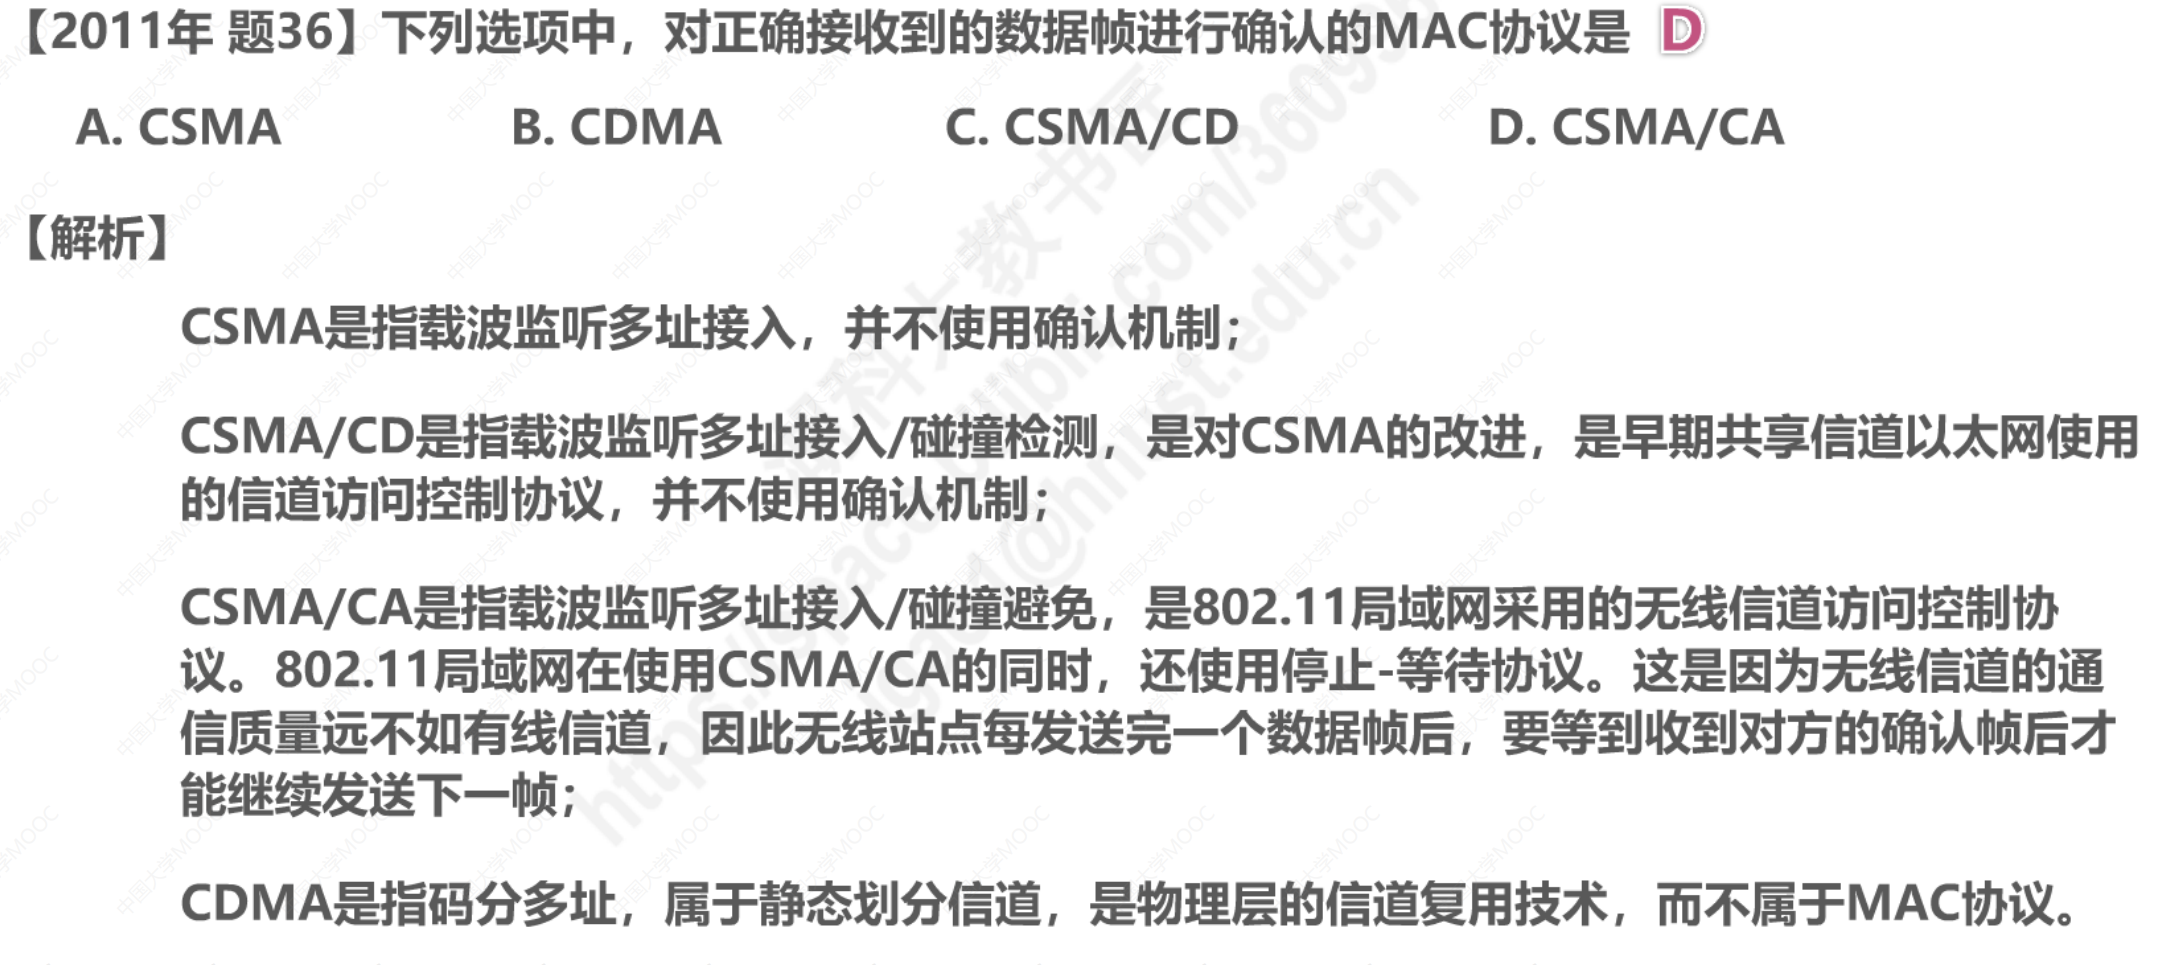 【2011年 题36】下列选项中，对正确接收到的数据帧进行确认的MAC协议是 D
A. CSMA B. CDMA C. CSMA/CD D. CSMA/CA
【解析】
CSMA是指载波监听多址接入，并不使用确认机制；
CSMA/CD是指载波监听多址接入/碰撞检测，是对CSMA的改进，是早期共享信道以太网使用
的信道访问控制协议，并不使用确认机制；
CSMA/CA是指载波监听多址接入/碰撞避免，是802.11局域网采用的无线信道访问控制协
议。802.11局域网在使用CSMA/CA的同时，还使用停止-等待协议。这是因为无线信道的通
信质量远不如有线信道，因此无线站点每发送完一个数据帧后，要等到收到对方的确认帧后才
能继续发送下一帧；
CDMA是指码分多址，属于静态划分信道，是物理层的信道复用技术，而不属于MAC协议。
中国大学MOOC